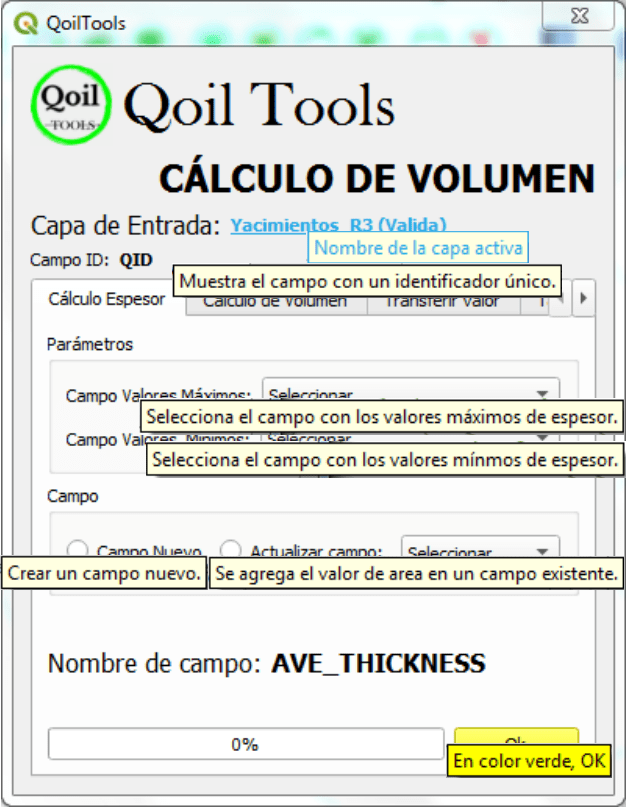 QoilTools
Qoil
TOOLS
Qoil Tools
CÁLCULO DE VOLUMEN
Capa de Entrada: Yacimientos_R3 (Valida)
Nombre de la capa activa
Campo ID: QID
Muestra el campo con un identificador único.
Cálculo Espesor Cálculo de Volumen Transferir Valor
Parámetros
Campo Valores Máximos: Seleccionar
Selecciona el campo con los valores máximos de espesor.
Campo Valores Minimos: Seleccionar
Selecciona el campo con los valores mínmos de espesor.
Campo
Campo Nuevo Actualizar campo: Seleccionar
Crear un campo nuevo. Se agrega el valor de area en un campo existente.
Nombre de campo: AVE_THICKNESS
0% Ok
En color verde, OK